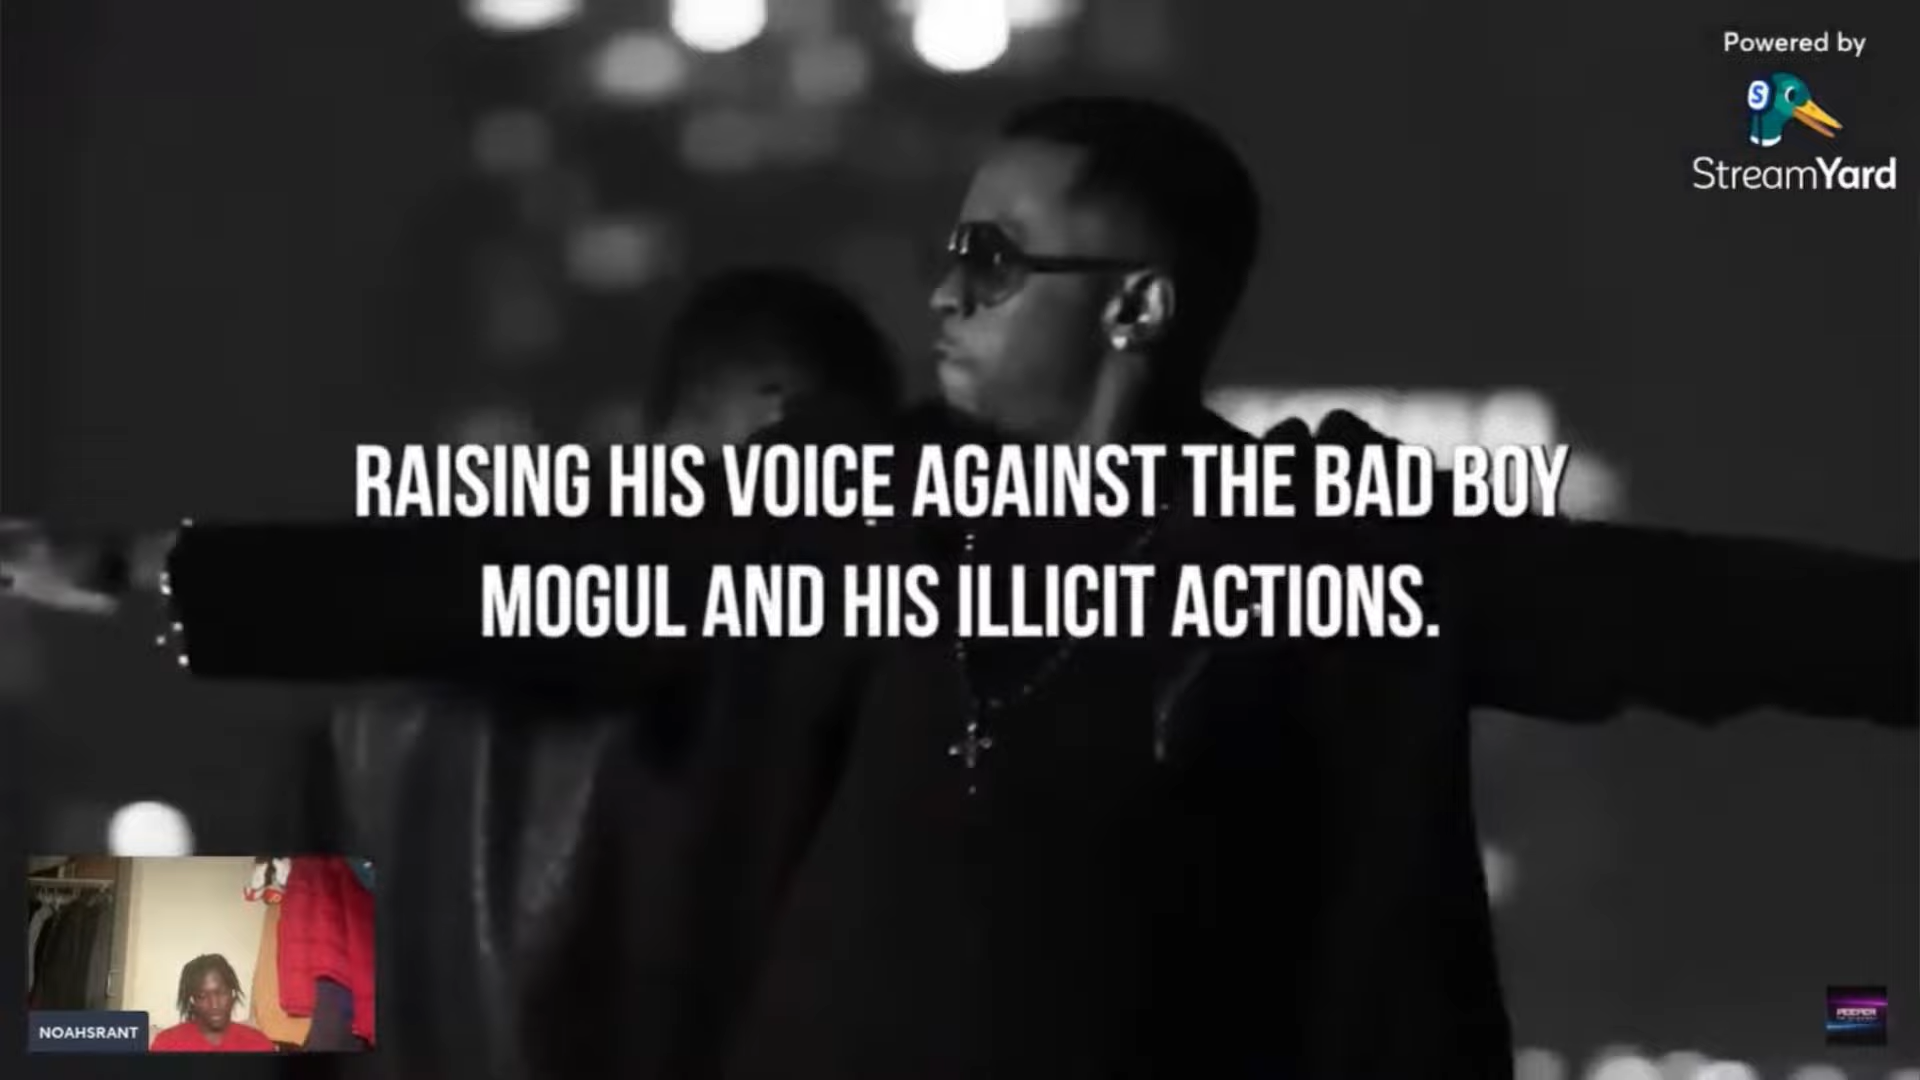 Powered by
S
StreamYard
RAISING HIS VOICE AGAINST THE BAD BOY
MOGUL AND HIS ILLICIT ACTIONS.
NOAHSRANT